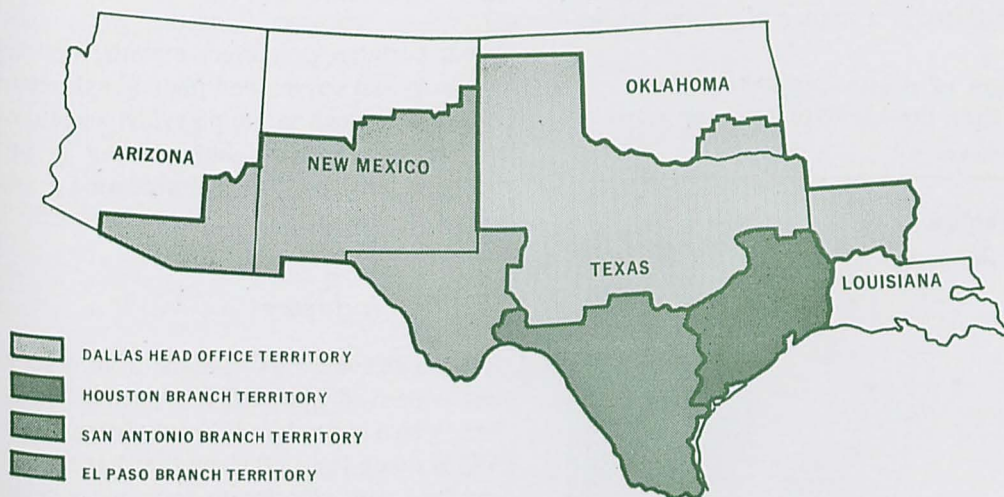 OKLAHOMA
ARIZONA
NEW MEXICO
TEXAS
LOUISIANA
DALLAS HEAD OFFICE TERRITORY
HOUSTON BRANCH TERRITORY
SAN ANTONIO BRANCH TERRITORY
EL PASO BRANCH TERRITORY